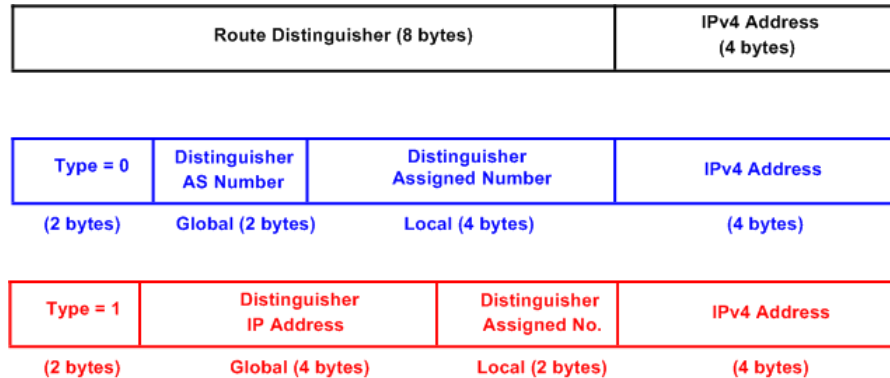 Route Distinguisher (8 bytes)
IPv4 Address
(4 bytes)
Type = 0
Distinguisher
AS Number
Distinguisher
Assigned Number
IPv4 Address
(2 bytes)
Global (2 bytes)
Local (4 bytes)
(4 bytes)
Type = 1
Distinguisher
IP Address
Distinguisher
Assigned No.
IPv4 Address
(2 bytes)
Global (4 bytes)
Local (2 bytes)
(4 bytes)